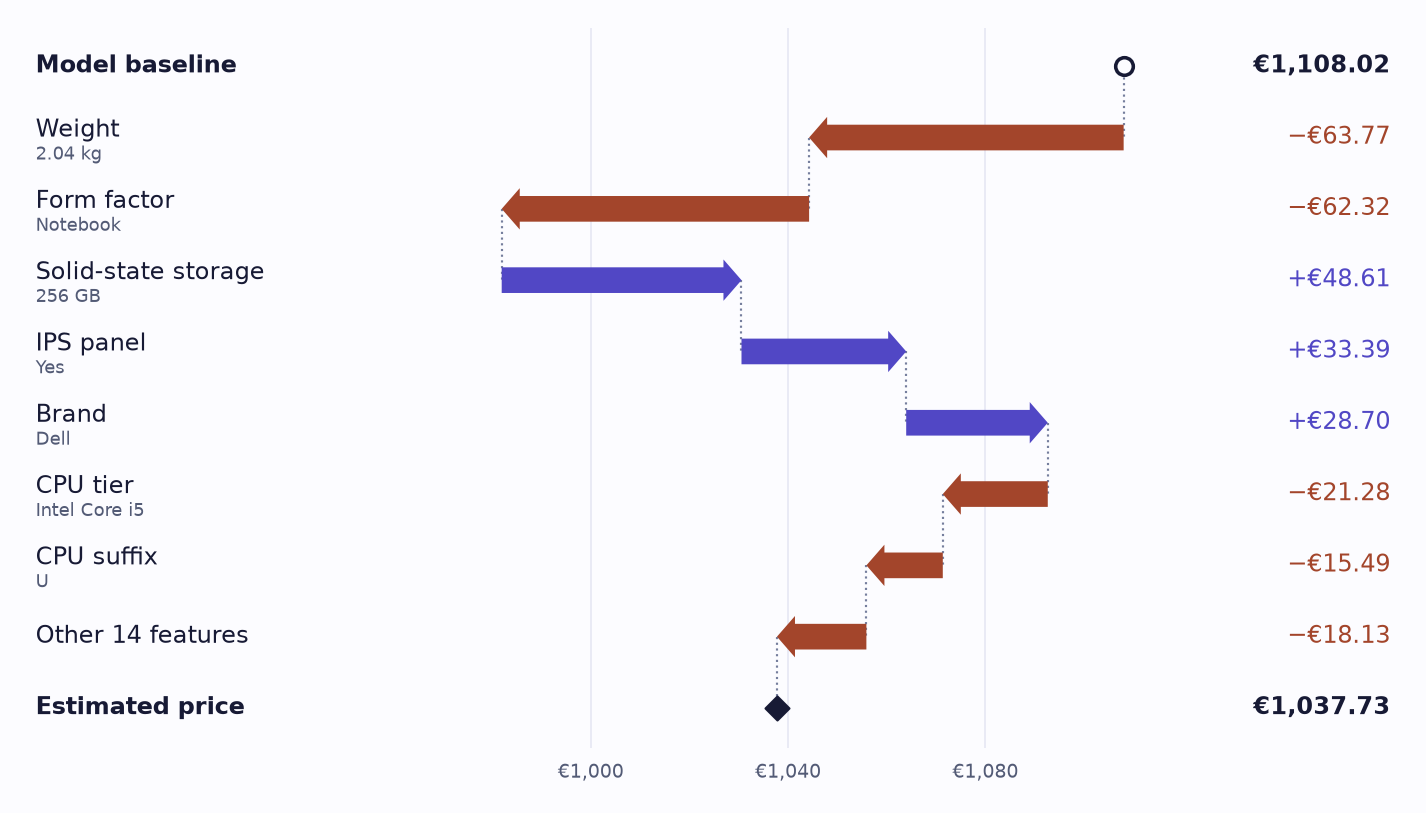 Model baseline €1,108.02
Weight −€63.77
2.04 kg
Form factor −€62.32
Notebook
Solid-state storage +€48.61
256 GB
IPS panel +€33.39
Yes
Brand +€28.70
Dell
CPU tier −€21.28
Intel Core i5
CPU suffix −€15.49
U
Other 14 features −€18.13
Estimated price €1,037.73
€1,000 €1,040 €1,080